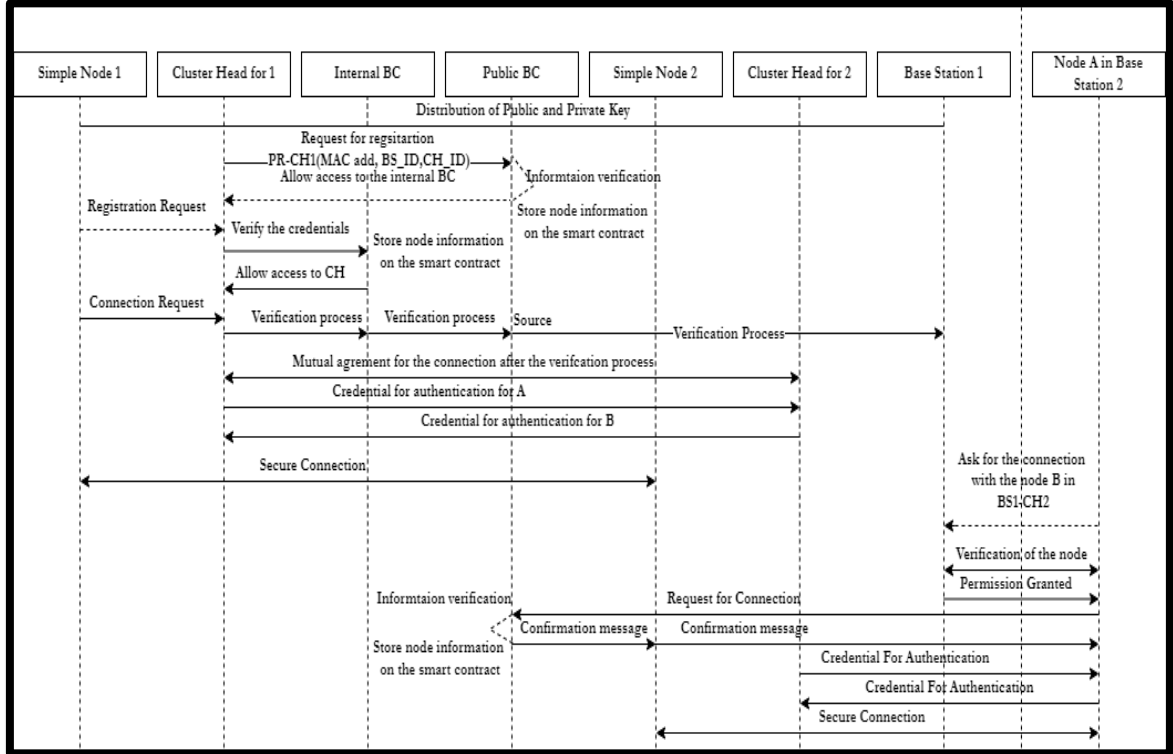 Simple Node 1
Cluster Head for 1
Internal BC
Public BC
Simple Node 2
Cluster Head for 2
Base Station 1
Node A in Base
Station 2
Distribution of Public and Private Key
Request for regsitartion
PR-CH1(MAC add, BS_ID,CH_ID)
Allow access to the internal BC
Informtaion verification
Registration Request
Store node information
on the smart contract
Verify the credentials
Store node information
on the smart contract
Allow access to CH
Connection Request
Verification process
Verification process
Source
Verification Process
Mutual agrement for the connection after the verifcation process
Credential for authentication for A
Credential for authentication for B
Secure Connection
Ask for the connection
with the node B in
BS1-CH2
Verification of the node
Permission Granted
Informtaion verification
Request for Connection
Confirmation message
Confirmation message
Store node information
on the smart contract
Credential For Authentication
Credential For Authentication
Secure Connection